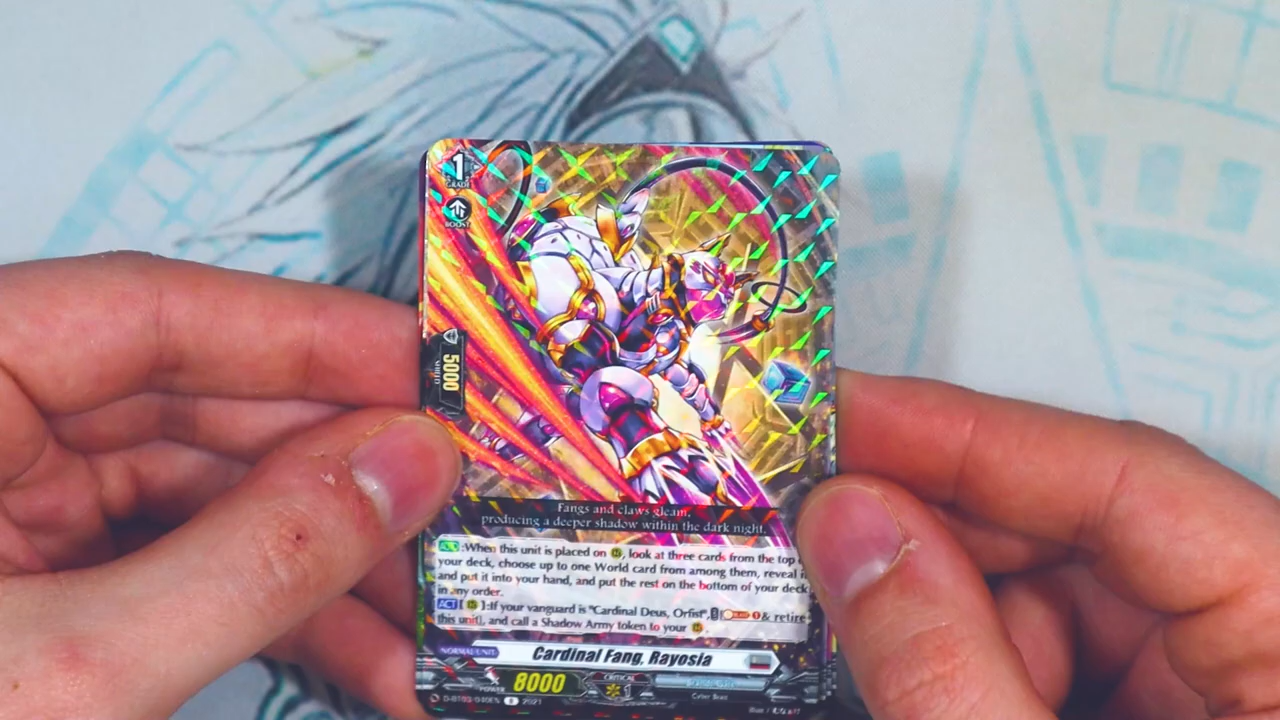 1
GRADE
BOOST
5000
SHIELD
Fangs and claws gleam,
producing a deeper shadow within the dark night.
AUTO:When this unit is placed on , look at three cards from the top
your deck, choose up to one World card from among them, reveal
and put it into your hand, and put the rest on the bottom of your deck
in any order.
ACT[ ]:If your vanguard is "Cardinal Deus, Orfist", [ 1 & retire
this unit], and call a Shadow Army token to your .
NORMAL UNIT
Cardinal Fang, Rayosia
POWER 8000
CRITICAL
1
Cyber Beast
D-BT02/040EN R 2021